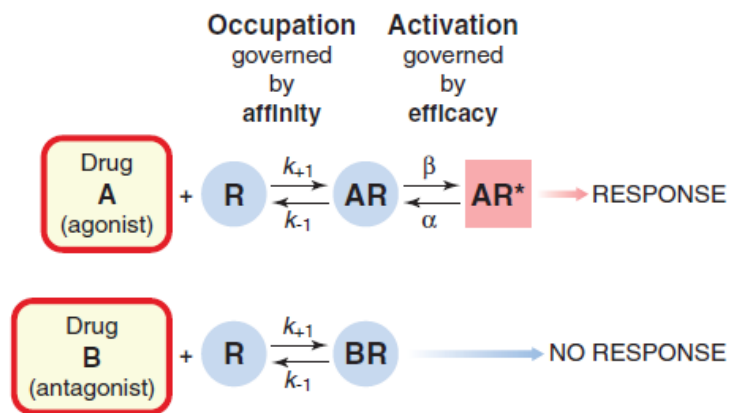 Occupation Activation
governed governed
by by
affinity efficacy
Drug
A
(agonist)
+ R k+1 k-1 AR β α AR* RESPONSE
Drug
B
(antagonist)
+ R k+1 k-1 BR NO RESPONSE